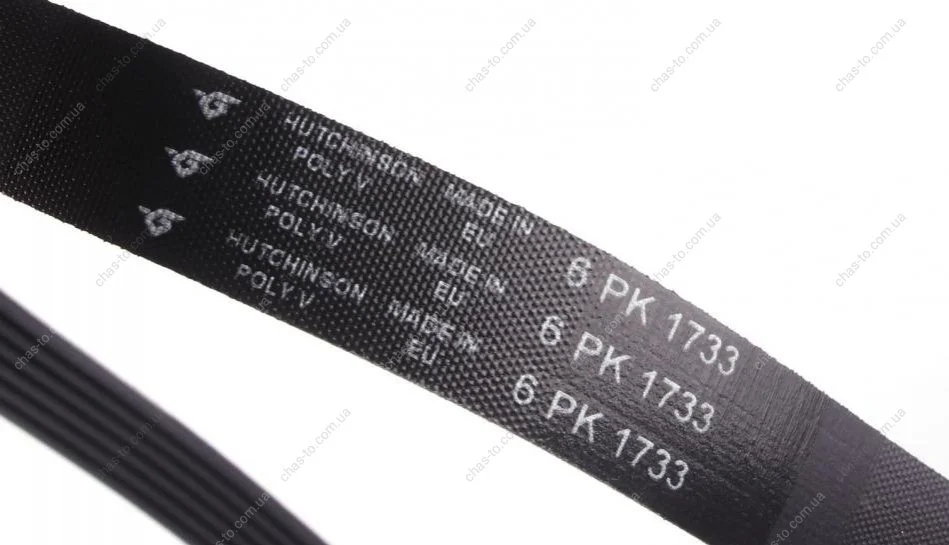 HUTCHINSON
POLY V
MADE IN
EU
6 PK 1733
HUTCHINSON
POLY V
MADE IN
EU
6 PK 1733
HUTCHINSON
POLY V
MADE IN
EU
6 PK 1733
chas-to.com.ua